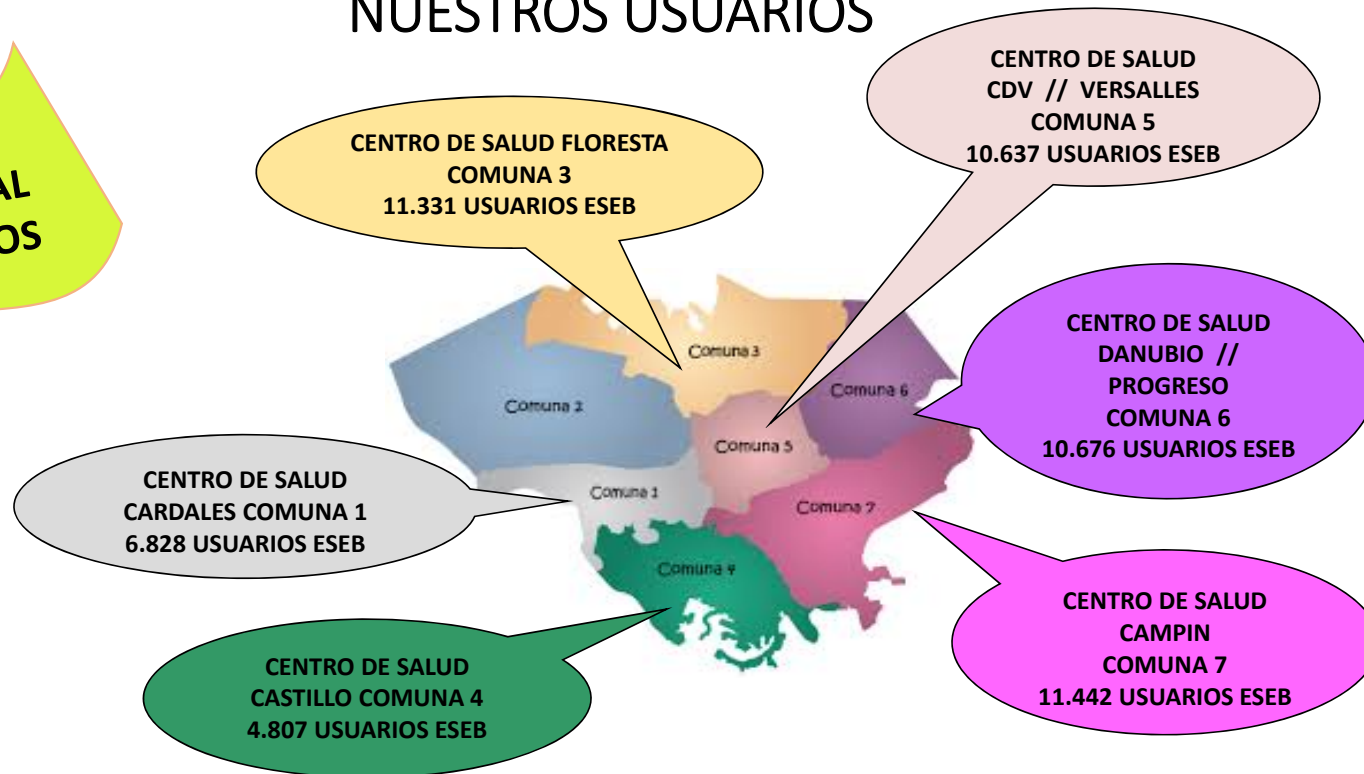 NUESTROS USUARIOS
CENTRO DE SALUD
CDV // VERSALLES
COMUNA 5
10.637 USUARIOS ESEB
CENTRO DE SALUD FLORESTA
COMUNA 3
11.331 USUARIOS ESEB
CENTRO DE SALUD
DANUBIO //
PROGRESO
COMUNA 6
10.676 USUARIOS ESEB
CENTRO DE SALUD
CARDALES COMUNA 1
6.828 USUARIOS ESEB
CENTRO DE SALUD
CAMPIN
COMUNA 7
11.442 USUARIOS ESEB
CENTRO DE SALUD
CASTILLO COMUNA 4
4.807 USUARIOS ESEB
Comuna 3
Comuna 6
Comuna 2
Comuna 5
Comuna 1
Comuna 7
Comuna 4